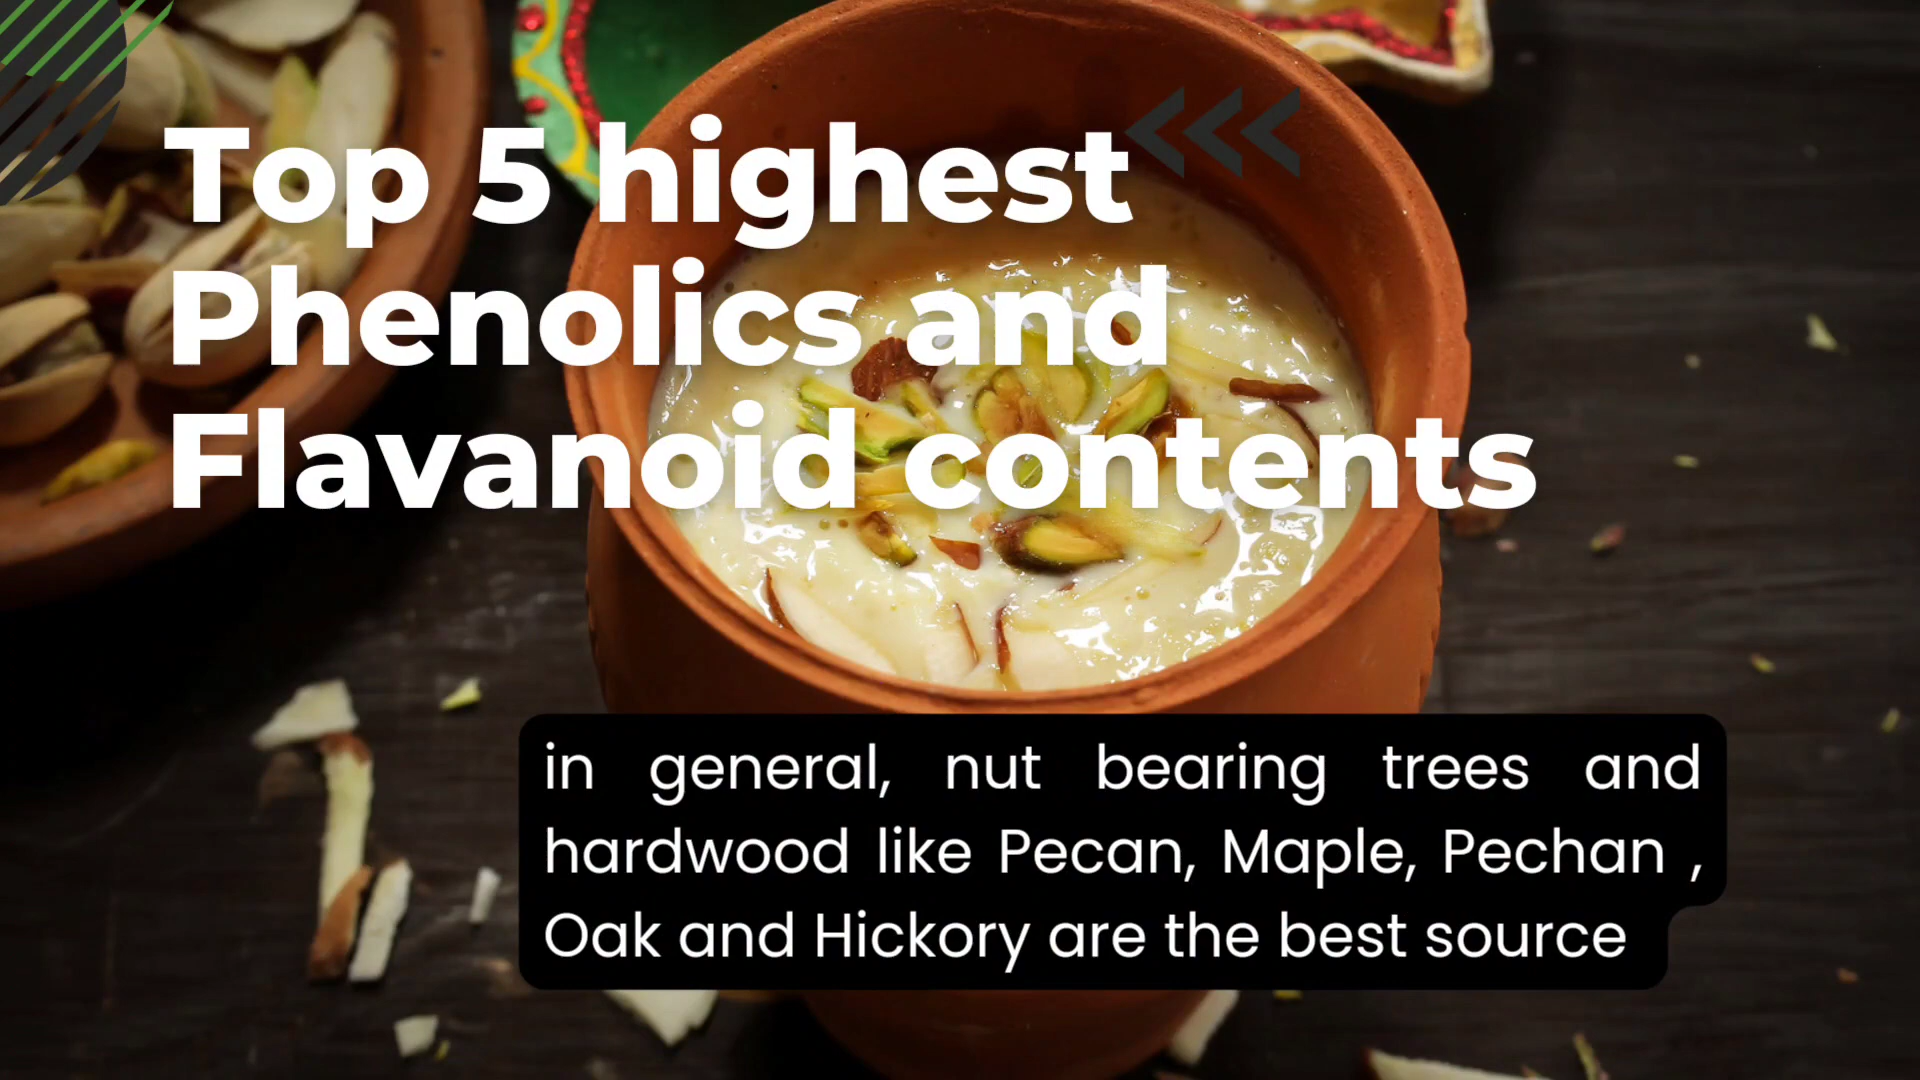 Top 5 highest
Phenolics and
Flavanoid contents
in general, nut bearing trees and
hardwood like Pecan, Maple, Pechan ,
Oak and Hickory are the best source